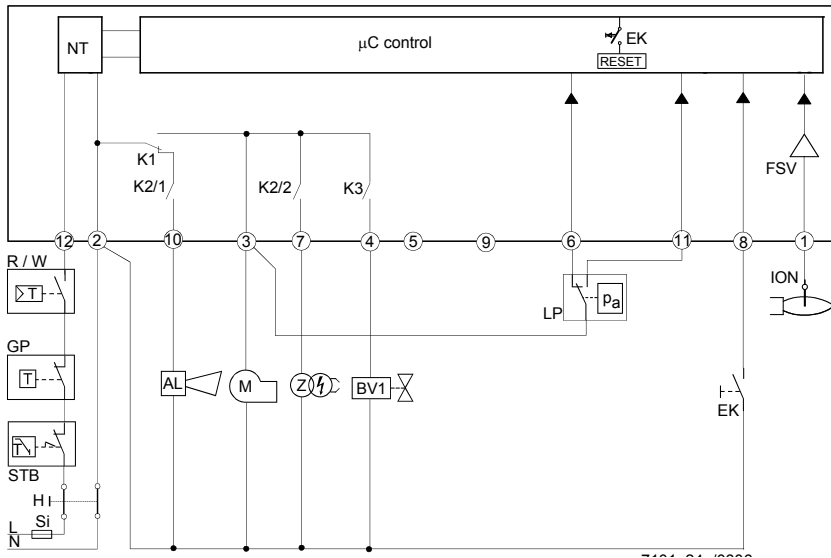 NT
µC control
EK
RESET
FSV
K1
K2/1
K2/2
K3
12
2
10
3
7
4
5
9
6
11
8
1
R / W
T
GP
T
STB
T
H
L
Si
N
AL
M
Z
BV1
LP
pa
ION
EK